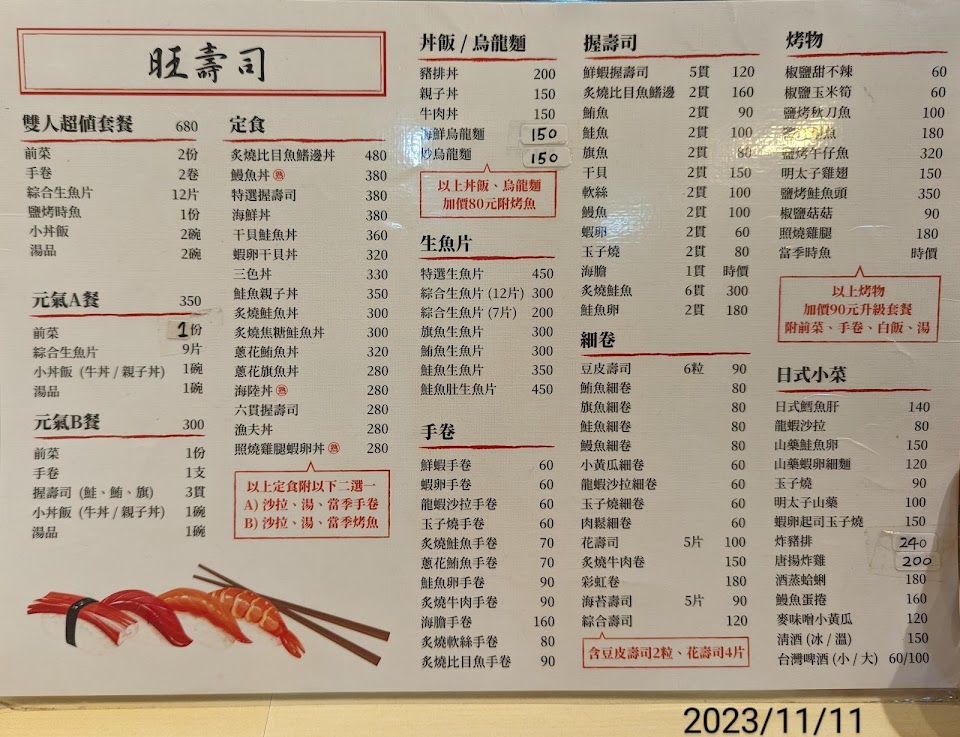 旺壽司
雙人超值套餐 680
前菜 2份
手卷 2卷
綜合生魚片 12片
鹽烤時魚 1份
小丼飯 2碗
湯品 2碗
元氣A餐 350
前菜 1份
綜合生魚片 9片
小丼飯 (牛丼 / 親子丼) 1碗
湯品 1碗
元氣B餐 300
前菜 1份
手卷 1支
握壽司 (鮭、鮪、旗) 3貫
小丼飯 (牛丼 / 親子丼) 1碗
湯品 1碗
定食
炙燒比目魚鰭邊丼 480
鰻魚丼 熟 380
特選握壽司 380
海鮮丼 380
干貝鮭魚丼 360
蝦卵干貝丼 320
三色丼 330
鮭魚親子丼 350
炙燒鮭魚丼 300
炙燒焦糖鮭魚丼 300
蔥花鮪魚丼 320
蔥花旗魚丼 280
海陸丼 熟 280
六貫握壽司 280
漁夫丼 280
照燒雞腿蝦卵丼 熟 280
以上定食附以下二選一
A) 沙拉、湯、當季手卷
B) 沙拉、湯、當季烤魚
丼飯 / 烏龍麵
豬排丼 200
親子丼 150
牛肉丼 150
海鮮烏龍麵 150
炒烏龍麵 150
以上丼飯、烏龍麵
加價80元附烤魚
生魚片
特選生魚片 450
綜合生魚片 (12片) 300
綜合生魚片 (7片) 200
旗魚生魚片 300
鮪魚生魚片 300
鮭魚生魚片 350
鮭魚肚生魚片 450
手卷
鮮蝦手卷 60
蝦卵手卷 60
龍蝦沙拉手卷 60
玉子燒手卷 60
炙燒鮭魚手卷 70
蔥花鮪魚手卷 70
鮭魚卵手卷 90
炙燒牛肉手卷 90
海膽手卷 160
炙燒軟絲手卷 80
炙燒比目魚手卷 90
握壽司
鮮蝦握壽司 5貫 120
炙燒比目魚鰭邊 2貫 160
鮪魚 2貫 90
鮭魚 2貫 100
旗魚 2貫 80
干貝 2貫 150
軟絲 2貫 100
鰻魚 2貫 100
蝦卵 2貫 60
玉子燒 2貫 80
海膽 1貫 時價
炙燒鮭魚 6貫 300
鮭魚卵 2貫 180
細卷
豆皮壽司 6粒 90
鮪魚細卷 80
旗魚細卷 80
鮭魚細卷 80
鰻魚細卷 80
小黃瓜細卷 60
龍蝦沙拉細卷 60
玉子燒細卷 60
肉鬆細卷 60
花壽司 5片 100
炙燒牛肉卷 150
彩虹卷 180
海苔壽司 5片 90
綜合壽司 120
含豆皮壽司2粒、花壽司4片
烤物
椒鹽甜不辣 60
椒鹽玉米筍 60
鹽烤秋刀魚 100
魚 180
鹽烤午仔魚 320
明太子雞翅 150
鹽烤鮭魚頭 350
椒鹽菇菇 90
照燒雞腿 180
當季時魚 時價
以上烤物
加價90元升級套餐
附前菜、手卷、白飯、湯
日式小菜
日式鱈魚肝 140
龍蝦沙拉 80
山藥鮭魚卵 150
山藥蝦卵細麵 120
玉子燒 90
明太子山藥 100
蝦卵起司玉子燒 150
炸豬排 240
唐揚炸雞 200
酒蒸蛤蜊 180
鰻魚蛋捲 160
麥味噌小黃瓜 120
清酒 (冰 / 溫) 150
台灣啤酒 (小 / 大) 60/100
2023/11/11